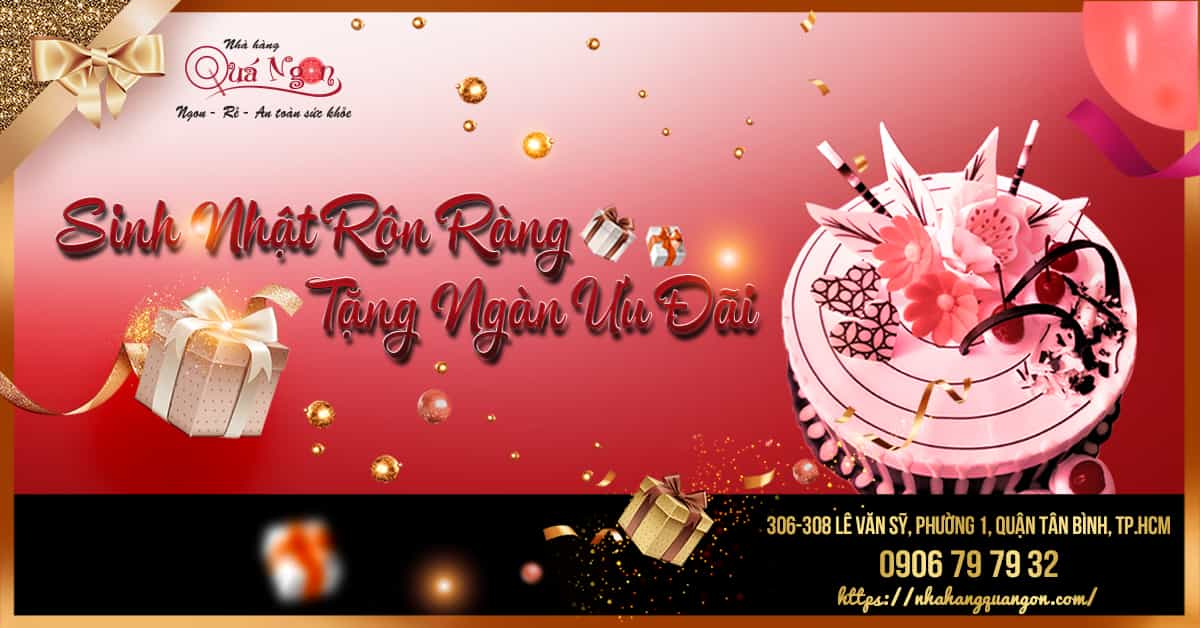 Nhà hàng
Quá Ngon
Ngon - Rẻ - An toàn sức khỏe
Sinh Nhật Rôn Ràng
Tặng Ngàn Ưu Đãi
306-308 LÊ VĂN SỸ, PHƯỜNG 1, QUẬN TÂN BÌNH, TP.HCM
0906 79 79 32
https://nhahangquangon.com/